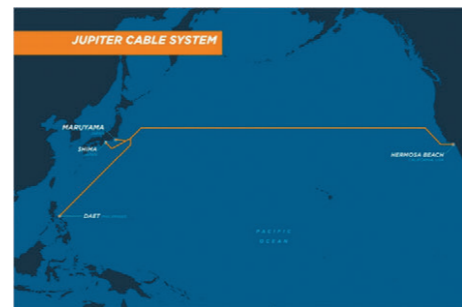 JUPITER CABLE SYSTEM
MARUYAMA
SHIMA
HERMOSA BEACH
DAET
PACIFIC
OCEAN